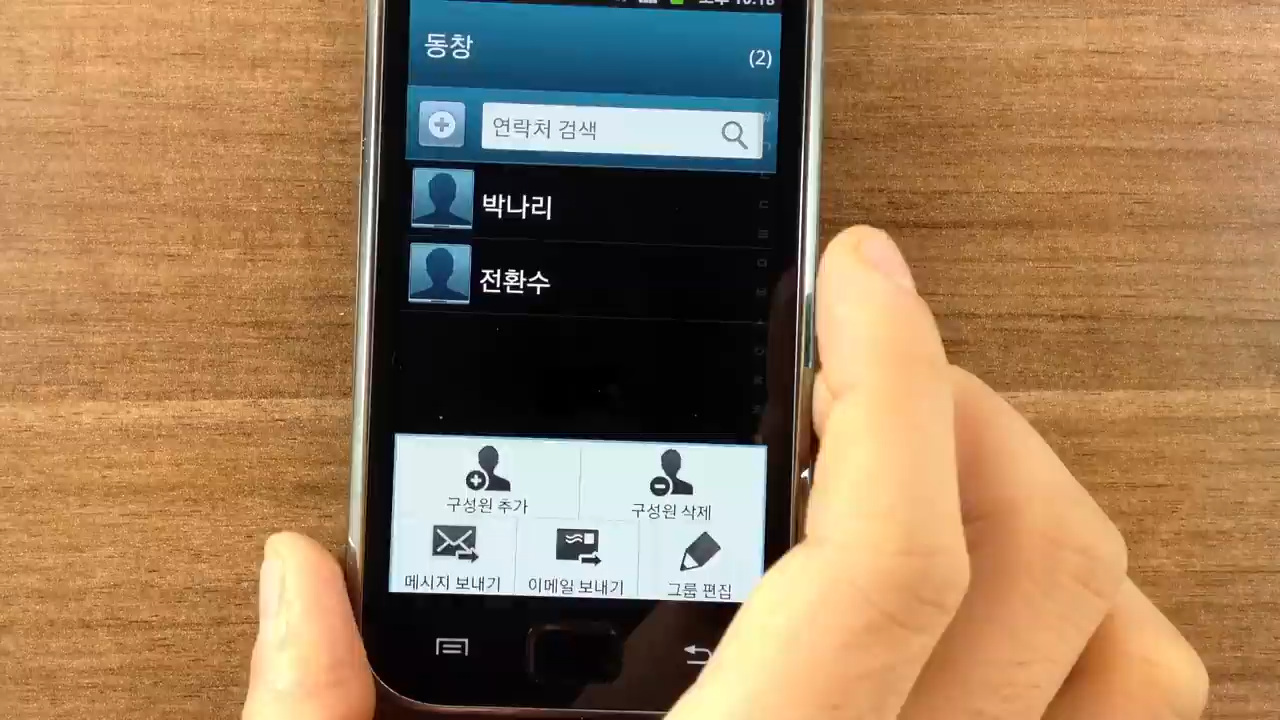 동창
(2)
연락처 검색
박나리
전환수
구성원 추가
구성원 삭제
메시지 보내기
이메일 보내기
그룹 편집